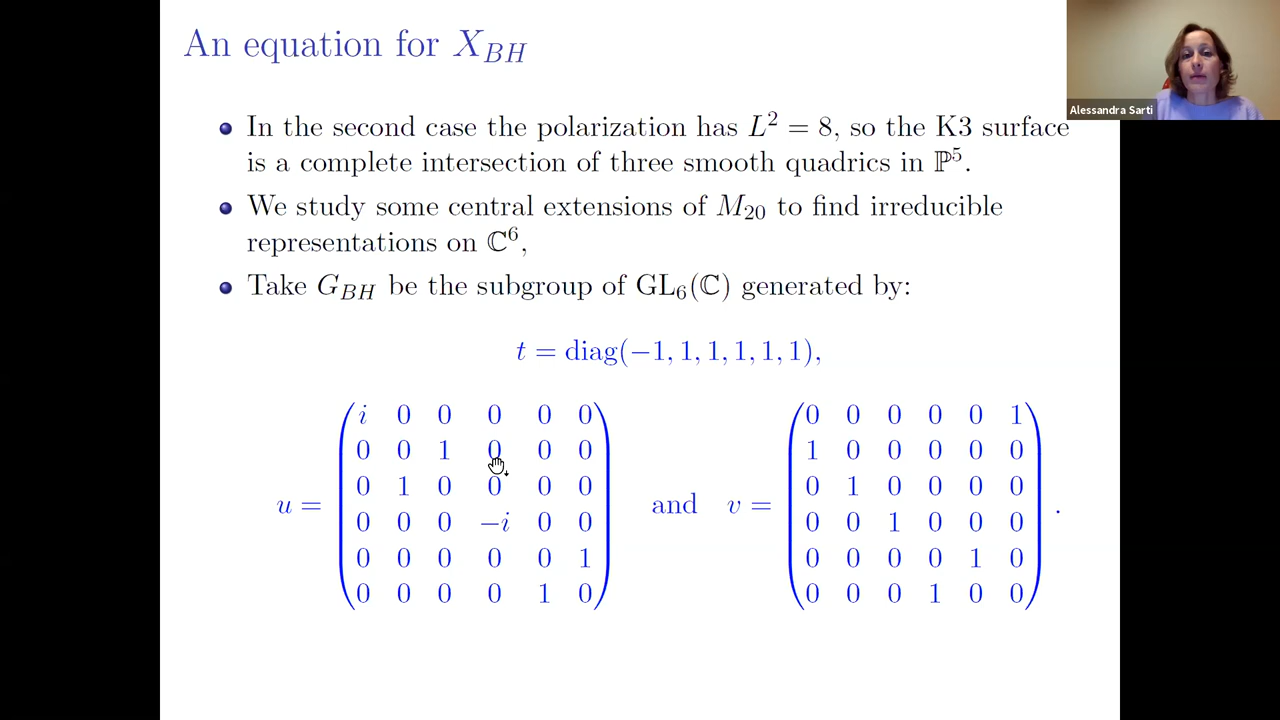 An equation for X_{BH}
Alessandra Sarti
In the second case the polarization has L² = 8, so the K3 surface
is a complete intersection of three smooth quadrics in ℙ⁵.
We study some central extensions of M₂₀ to find irreducible
representations on ℂ⁶,
Take G_{BH} be the subgroup of GL₆(ℂ) generated by:
t = diag(−1, 1, 1, 1, 1, 1),
u =
i 0 0 0 0 0
0 0 1 0 0 0
0 1 0 0 0 0
0 0 0 −i 0 0
0 0 0 0 0 1
0 0 0 0 1 0
and v =
0 0 0 0 0 1
1 0 0 0 0 0
0 1 0 0 0 0
0 0 1 0 0 0
0 0 0 0 1 0
0 0 0 1 0 0
.